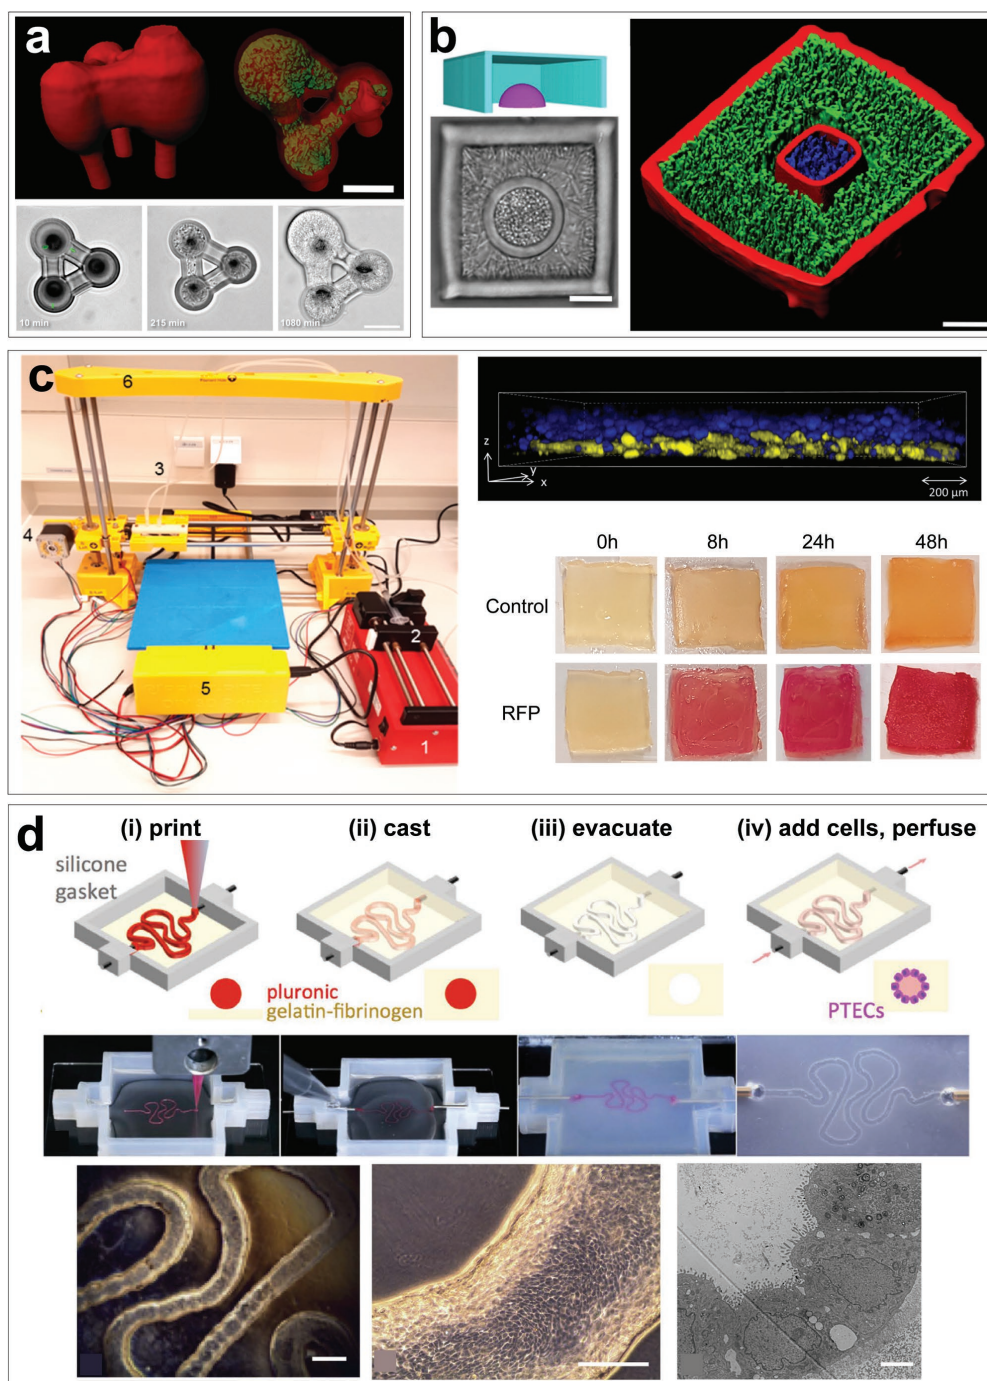 a
10 min
215 min
1080 min
b
c
6
3
4
2
5
1
z
y
x
200 µm
0h 8h 24h 48h
Control
RFP
d
(i) print (ii) cast (iii) evacuate (iv) add cells, perfuse
silicone
gasket
pluronic
gelatin-fibrinogen
PTECs